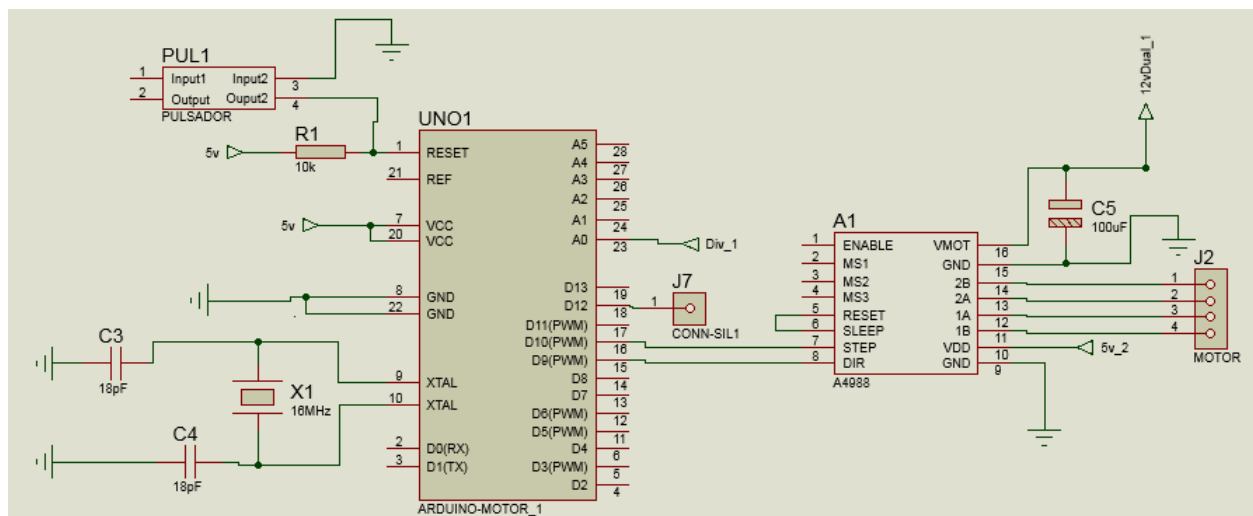 PUL1
1 Input1 Input2 3
2 Output Ouput2 4
PULSADOR
5v R1 10k
UNO1
1 RESET
21 REF
5v
7 VCC
20 VCC
8 GND
22 GND
9 XTAL
10 XTAL
2 D0(RX)
3 D1(TX)
A5 28
A4 27
A3 26
A2 25
A1 24
A0 23
Div_1
D13 19
D12 18
D11(PWM) 17
D10(PWM) 16
D9(PWM) 15
D8 14
D7 13
D6(PWM) 12
D5(PWM) 11
D4 6
D3(PWM) 5
D2 4
ARDUINO-MOTOR_1
C3
18pF
X1
16MHz
C4
18pF
J7
1
CONN-SIL1
A1
1 ENABLE
2 MS1
3 MS2
4 MS3
5 RESET
6 SLEEP
7 STEP
8 DIR
VMOT 16
GND 15
2B 14
2A 13
1A 12
1B 11
VDD 10
GND 9
A4988
12vDual_1
C5
100uF
5v_2
J2
1
2
3
4
MOTOR